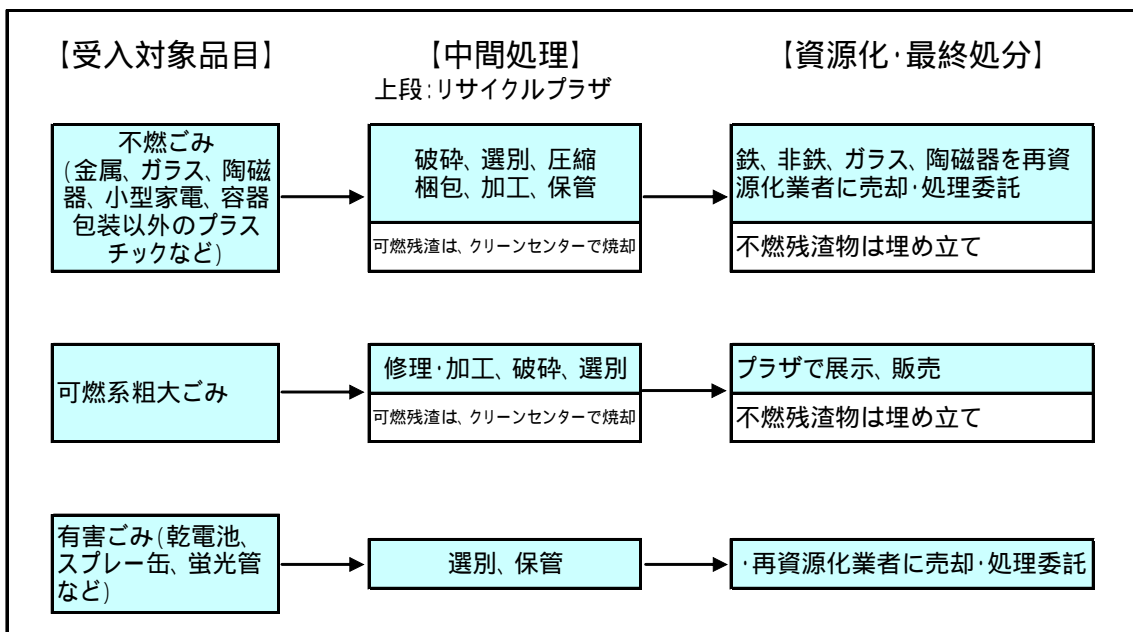 【受入対象品目】
【中間処理】
上段:リサイクルプラザ
【資源化・最終処分】
不燃ごみ
(金属、ガラス、陶磁
器、小型家電、容器
包装以外のプラス
チックなど)
破砕、選別、圧縮
梱包、加工、保管
可燃残渣は、クリーンセンターで焼却
鉄、非鉄、ガラス、陶磁器を再資
源化業者に売却・処理委託
不燃残渣物は埋め立て
可燃系粗大ごみ
修理・加工、破砕、選別
可燃残渣は、クリーンセンターで焼却
プラザで展示、販売
不燃残渣物は埋め立て
有害ごみ(乾電池、
スプレー缶、蛍光管
など)
選別、保管
・再資源化業者に売却・処理委託